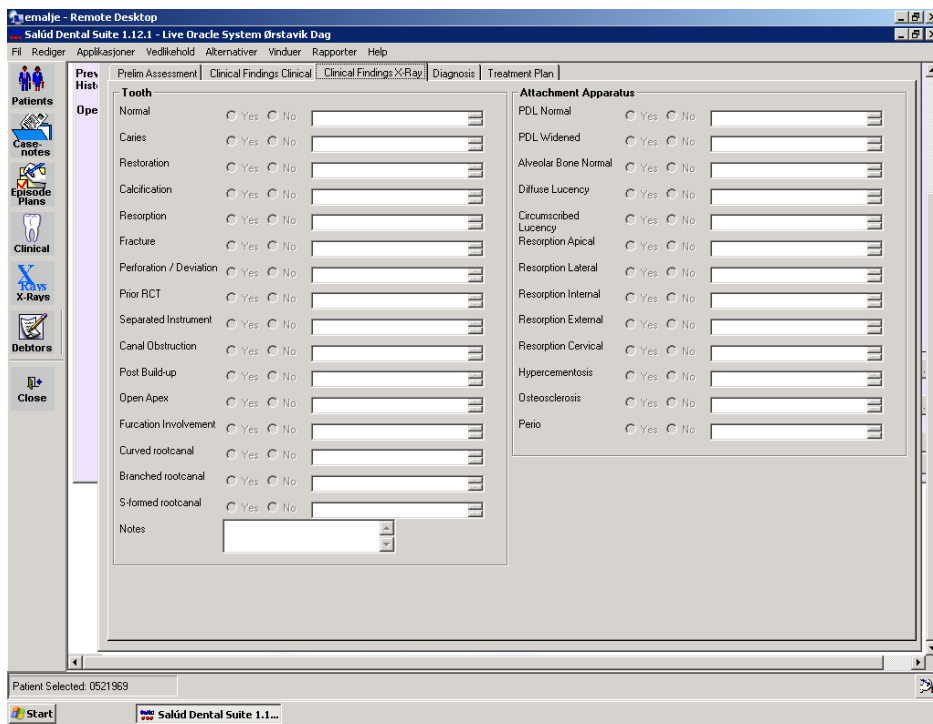 emalje - Remote Desktop
Salúd Dental Suite 1.12.1 - Live Oracle System Ørstavik Dag
Fil Rediger Applikasjoner Vedlikehold Alternativer Vinduer Rapporter Help
Patients
Case-
notes
Episode
Plans
Clinical
X Rays
X-Rays
Debtors
Close
Prev
Hist
Ope
Prelim Assessment Clinical Findings Clinical Clinical Findings X-Ray Diagnosis Treatment Plan
Tooth
Normal Yes No
Caries Yes No
Restoration Yes No
Calcification Yes No
Resorption Yes No
Fracture Yes No
Perforation / Deviation Yes No
Prior RCT Yes No
Separated Instrument Yes No
Canal Obstruction Yes No
Post Build-up Yes No
Open Apex Yes No
Furcation Involvement Yes No
Curved rootcanal Yes No
Branched rootcanal Yes No
S-formed rootcanal Yes No
Notes
Attachment Apparatus
PDL Normal Yes No
PDL Widened Yes No
Alveolar Bone Normal Yes No
Diffuse Lucency Yes No
Circumscribed Yes No
Lucency
Resorption Apical Yes No
Resorption Lateral Yes No
Resorption Internal Yes No
Resorption External Yes No
Resorption Cervical Yes No
Hypercementosis Yes No
Osteosclerosis Yes No
Perio Yes No
Patient Selected: 0521969
Start Salúd Dental Suite 1.1...